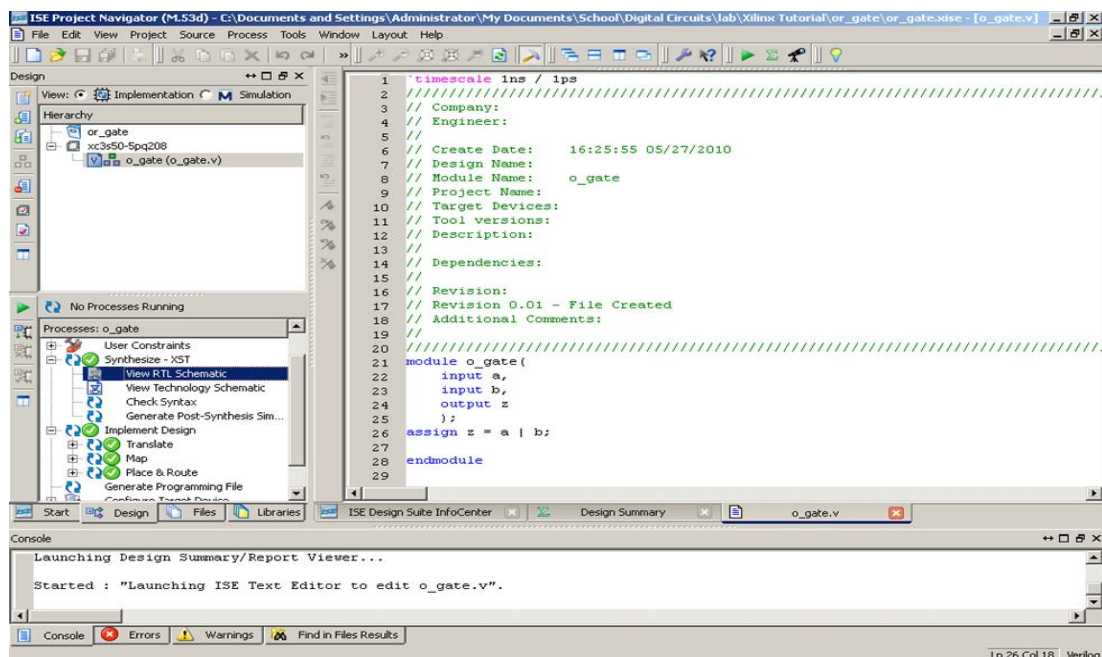 ISE Project Navigator (M.53d) - C:\Documents and Settings\Administrator\My Documents\School\Digital Circuits\lab\Xilinx Tutorial\or_gate\or_gate.xise - [o_gate.v]
File Edit View Project Source Process Tools Window Layout Help
Design
View: Implementation Simulation
Hierarchy
or_gate
xc3s50-5pq208
o_gate (o_gate.v)
No Processes Running
Processes: o_gate
User Constraints
Synthesize - XST
View RTL Schematic
View Technology Schematic
Check Syntax
Generate Post-Synthesis Sim...
Implement Design
Translate
Map
Place & Route
Generate Programming File
Configure Target Device
Start Design Files Libraries
1 `timescale 1ns / 1ps
2 //////////////////////////////////////////////////////////////////////////////////
3 // Company:
4 // Engineer:
5 //
6 // Create Date:    16:25:55 05/27/2010
7 // Design Name:
8 // Module Name:    o_gate
9 // Project Name:
10 // Target Devices:
11 // Tool versions:
12 // Description:
13 //
14 // Dependencies:
15 //
16 // Revision:
17 // Revision 0.01 - File Created
18 // Additional Comments:
19 //
20 //////////////////////////////////////////////////////////////////////////////////
21 module o_gate(
22     input a,
23     input b,
24     output z
25     );
26 assign z = a | b;
27
28 endmodule
29
ISE Design Suite InfoCenter Design Summary o_gate.v
Console
Launching Design Summary/Report Viewer...
Started : "Launching ISE Text Editor to edit o_gate.v".
Console Errors Warnings Find in Files Results
Ln 26 Col 18 Verilog